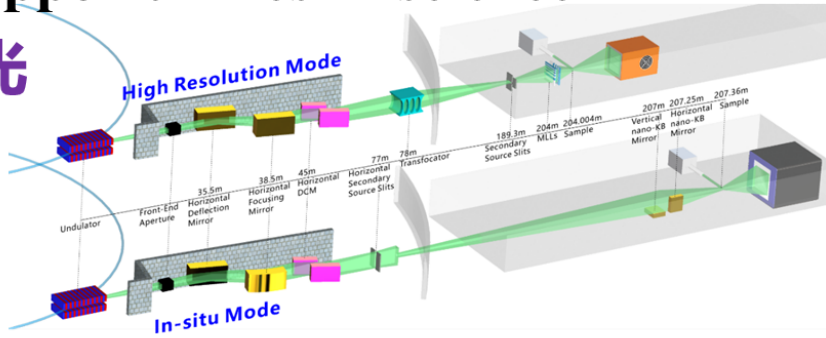 光
High Resolution Mode
207.36m
Sample
207.25m
Horizontal
nano-KB
Mirror
207m
Vertical
nano-KB
Mirror
204.004m
Sample
204m
MLLs
189.3m
Secondary
Source Slits
78m
Transfocator
77m
Horizontal
Secondary
Source Slits
45m
Horizontal
DCM
38.5m
Horizontal
Focusing
Mirror
35.5m
Horizontal
Deflection
Mirror
Front-End
Aperture
Undulator
In-situ Mode